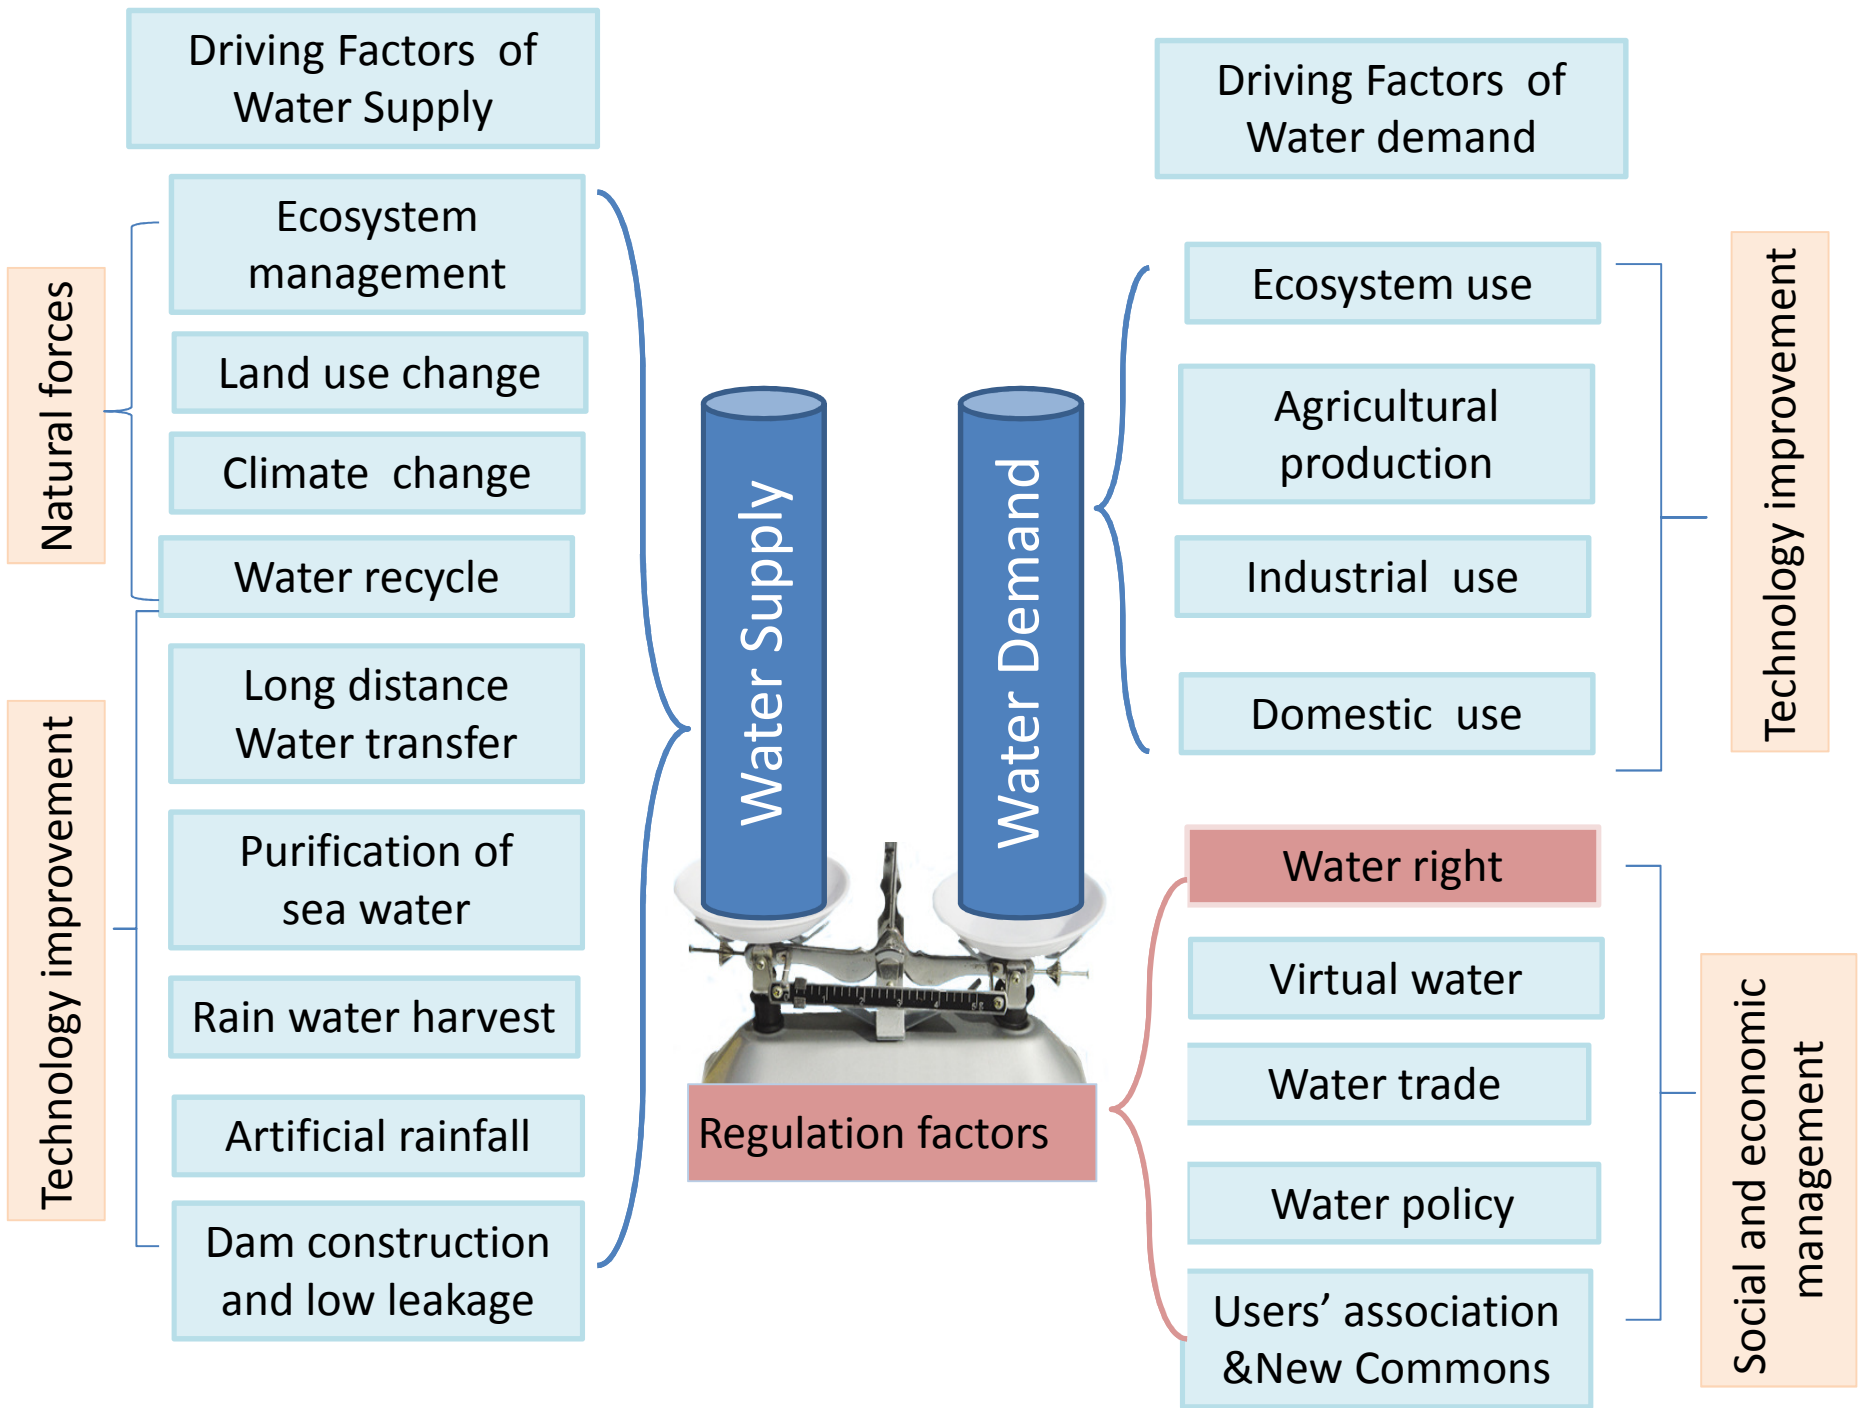 Driving Factors of
Water Supply
Ecosystem
management
Land use change
Climate change
Water recycle
Long distance
Water transfer
Purification of
sea water
Rain water harvest
Artificial rainfall
Dam construction
and low leakage
Natural forces
Technology improvement
Water Supply
Water Demand
Regulation factors
Driving Factors of
Water demand
Ecosystem use
Agricultural
production
Industrial use
Domestic use
Technology improvement
Water right
Virtual water
Water trade
Water policy
Users’ association
&New Commons
Social and economic
management